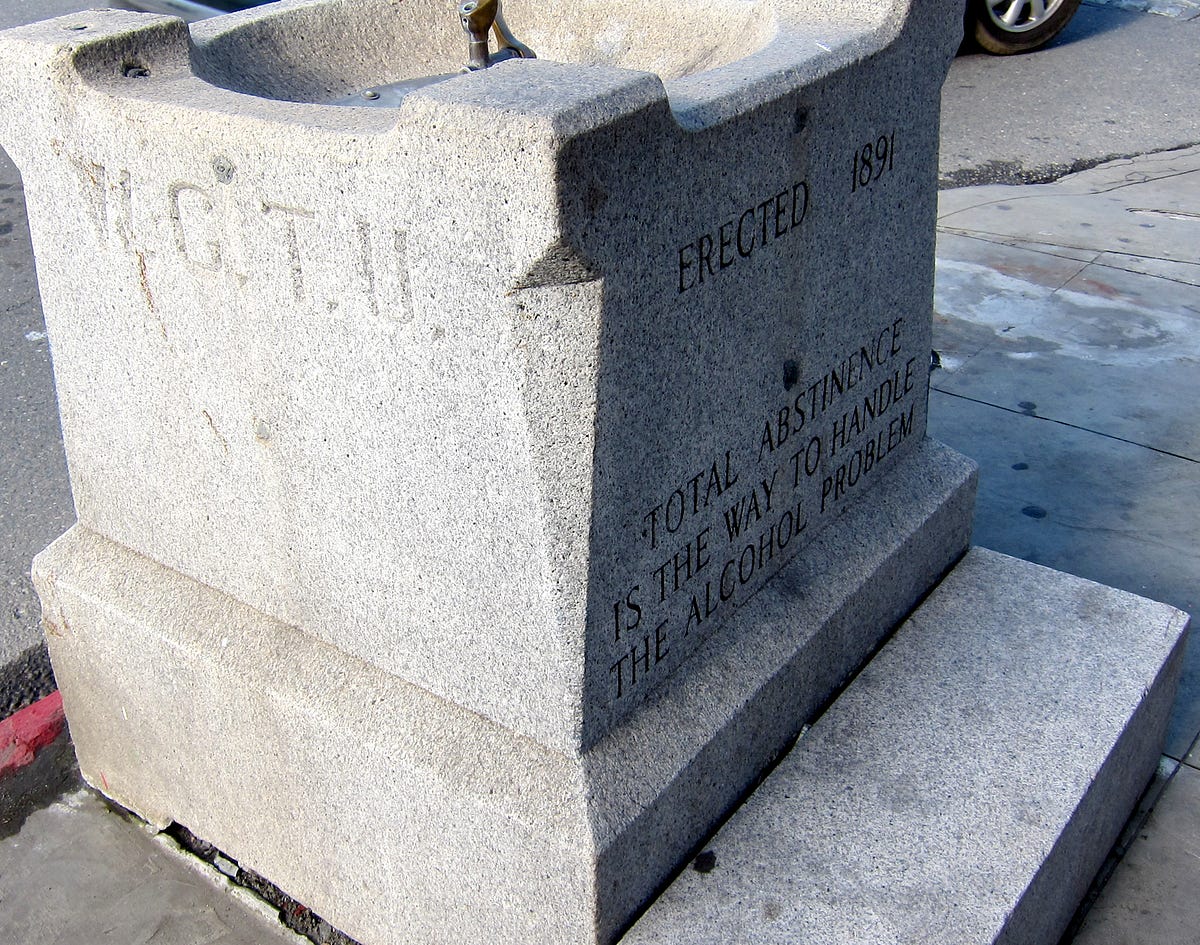 W.C.T.U.
ERECTED 1891
TOTAL ABSTINENCE
IS THE WAY TO HANDLE
THE ALCOHOL PROBLEM